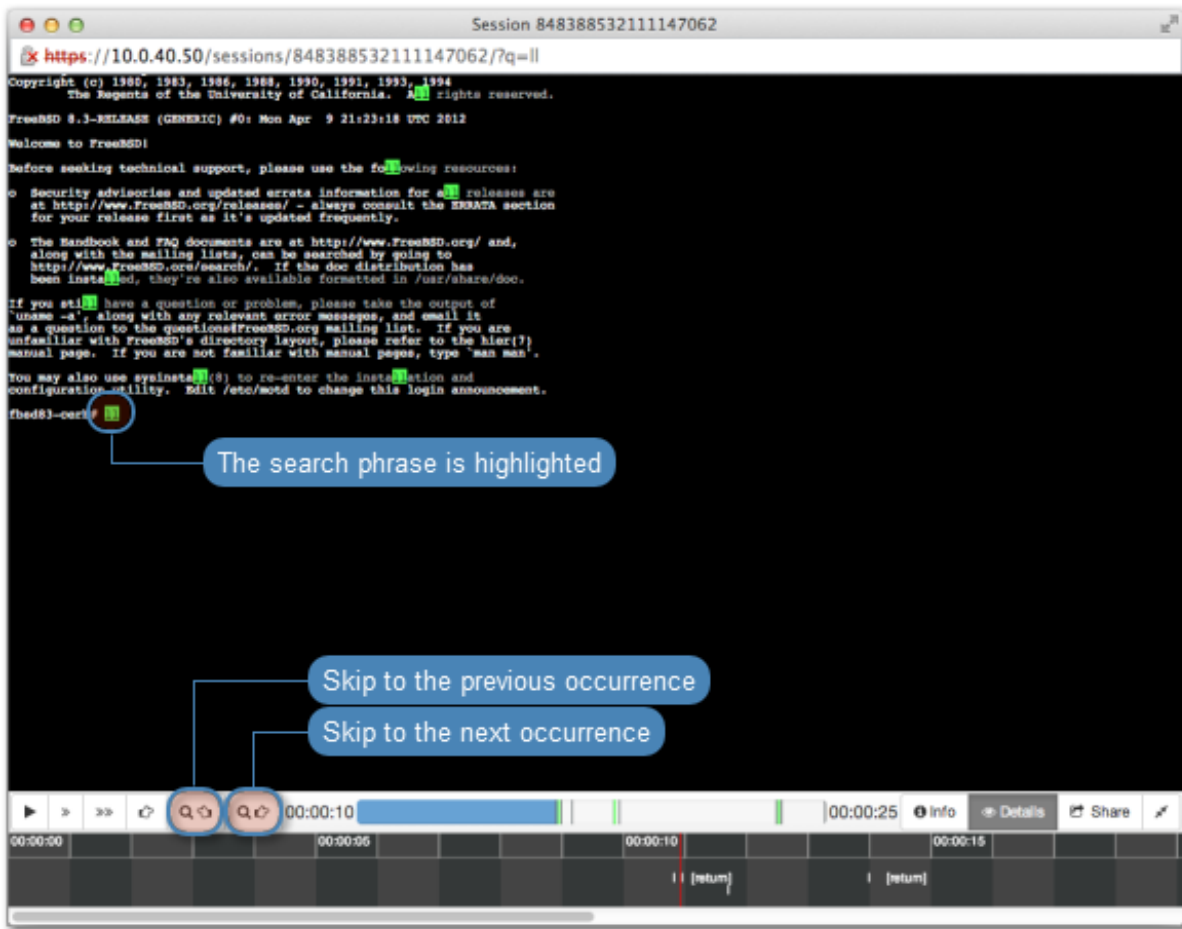 Session 848388532111147062
https://10.0.40.50/sessions/848388532111147062/?q=ll
Copyright (c) 1980, 1983, 1986, 1988, 1990, 1991, 1993, 1994
The Regents of the University of California. All rights reserved.
FreeBSD 8.3-RELEASE (GENERIC) #0: Mon Apr 9 21:23:18 UTC 2012
Welcome to FreeBSD!
Before seeking technical support, please use the following resources:
o Security advisories and updated errata information for all releases are
at http://www.FreeBSD.org/releases/ - always consult the ERRATA section
for your release first as it's updated frequently.
o The Handbook and FAQ documents are at http://www.FreeBSD.org/ and,
along with the mailing lists, can be searched by going to
http://www.FreeBSD.org/search/. If the doc distribution has
been installed, they're also available formatted in /usr/share/doc.
If you still have a question or problem, please take the output of
`uname -a', along with any relevant error messages, and email it
as a question to the questions@FreeBSD.org mailing list. If you are
unfamiliar with FreeBSD's directory layout, please refer to the hier(7)
manual page. If you are not familiar with manual pages, type `man man'.
You may also use sysinstall(8) to re-enter the installation and
configuration utility. Edit /etc/motd to change this login announcement.
# ll
The search phrase is highlighted
Skip to the previous occurrence
Skip to the next occurrence
00:00:10 00:00:25 Info Details Share
00:00:00 00:00:05 00:00:10 00:00:15
l l [return] l [return]